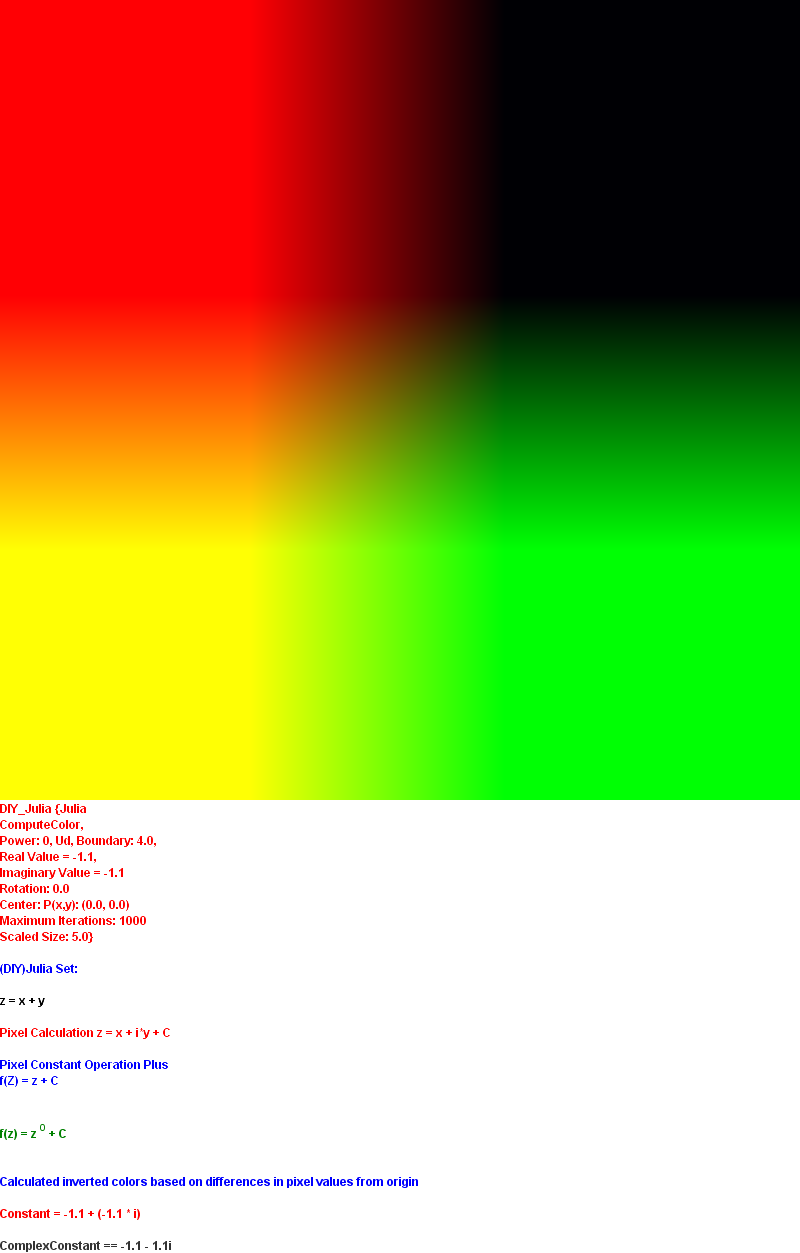 DIY_Julia {Julia
ComputeColor,
Power: 0, Ud, Boundary: 4.0,
Real Value = -1.1,
Imaginary Value = -1.1
Rotation: 0.0
Center: P(x,y): (0.0, 0.0)
Maximum Iterations: 1000
Scaled Size: 5.0}
(DIY)Julia Set:
z = x + y
Pixel Calculation z = x + i*y + C
Pixel Constant Operation Plus
f(Z) = z + C
f(z) = z 0 + C
Calculated inverted colors based on differences in pixel values from origin
Constant = -1.1 + (-1.1 * i)
ComplexConstant == -1.1 - 1.1i